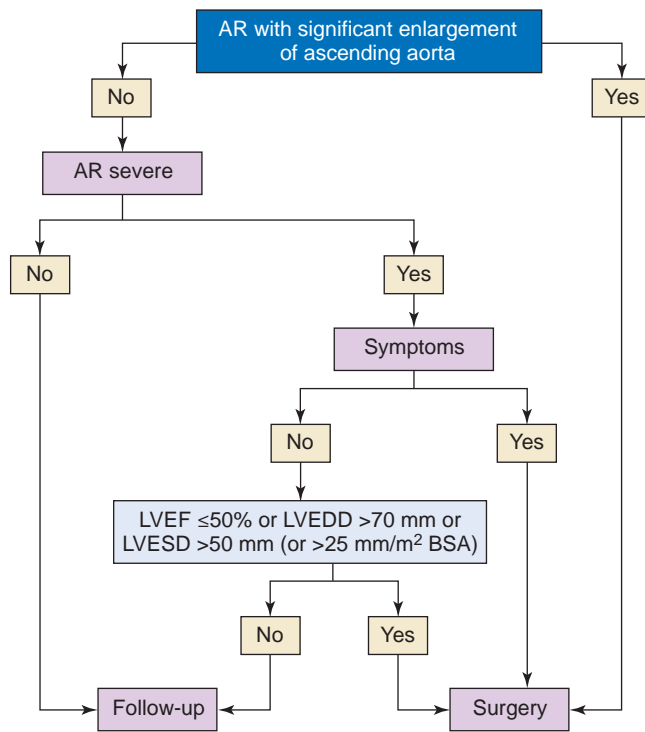 AR with significant enlargement
of ascending aorta
No
Yes
AR severe
No
Yes
Symptoms
No
Yes
LVEF ≤50% or LVEDD >70 mm or
LVESD >50 mm (or >25 mm/m² BSA)
No
Yes
Follow-up
Surgery